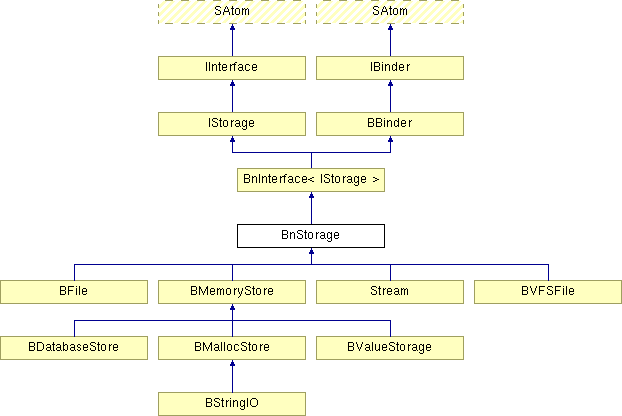 SAtom SAtom
IInterface IBinder
IStorage BBinder
BnInterface< IStorage >
BnStorage
BFile BMemoryStore Stream BVFSFile
BDatabaseStore BMallocStore BValueStorage
BStringIO